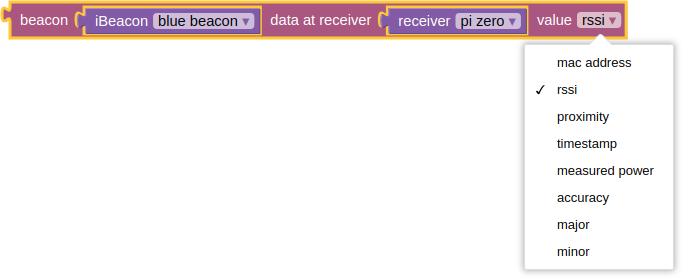 beacon iBeacon blue beacon ▾ data at receiver receiver pi zero ▾ value rssi ▾
mac address
✓ rssi
proximity
timestamp
measured power
accuracy
major
minor